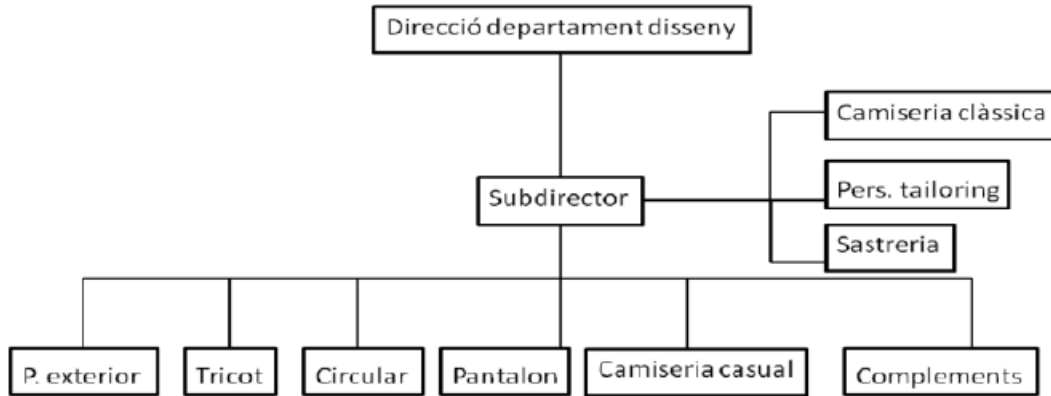 Direcció departament disseny
Camiseria clàssica
Pers. tailoring
Subdirector
Sastreria
P. exterior
Tricot
Circular
Pantalon
Camiseria casual
Complements